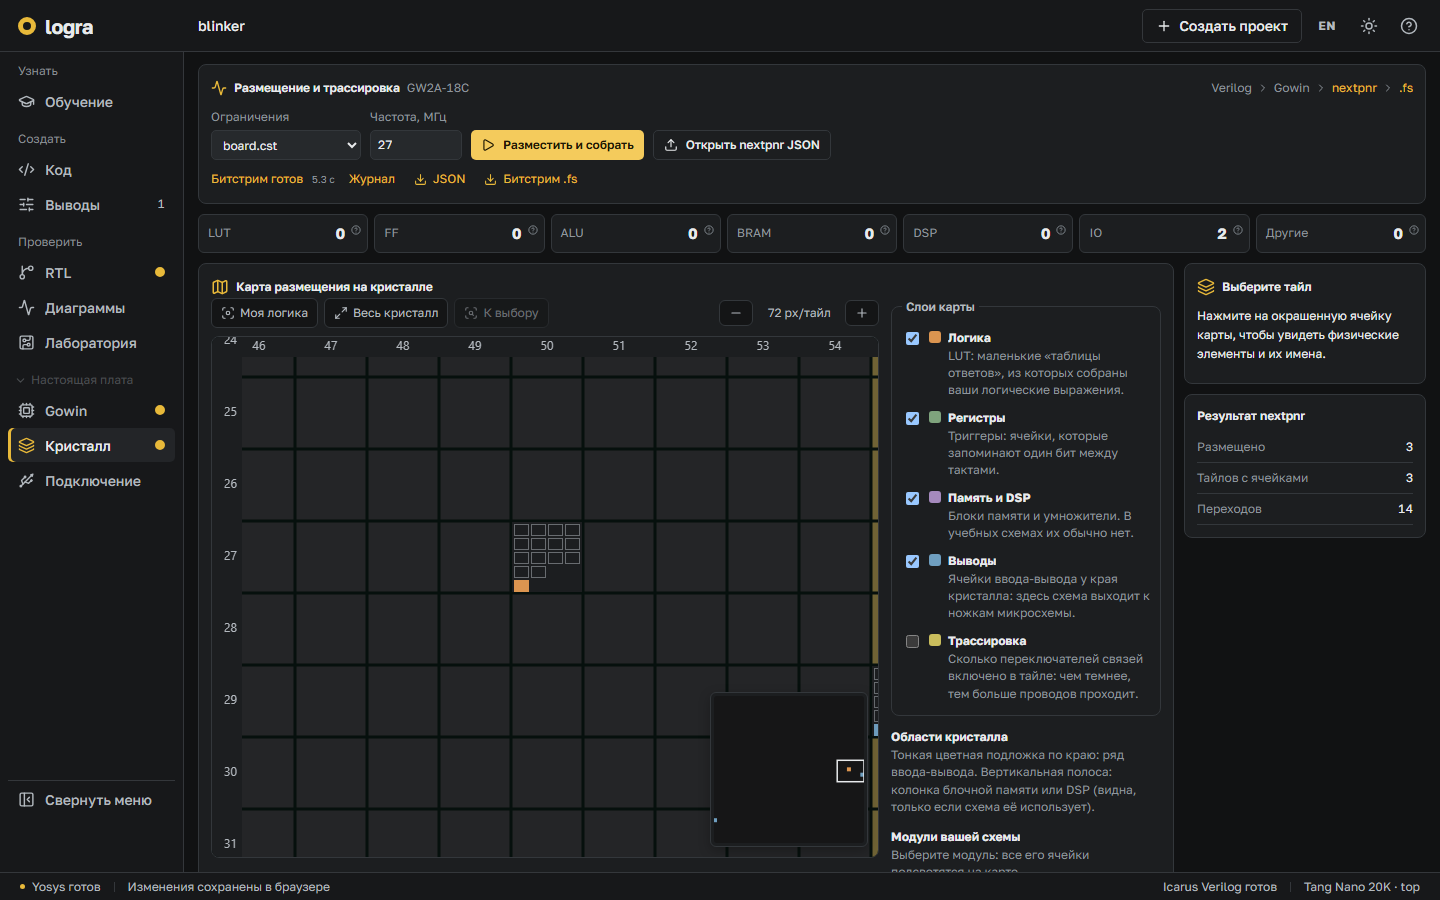 logra
blinker
Создать проект
EN
Узнать
Обучение
Создать
Код
Выводы 1
Проверить
RTL
Диаграммы
Лаборатория
Настоящая плата
Gowin
Кристалл
Подключение
Свернуть меню
Размещение и трассировка GW2A-18C
Verilog > Gowin > nextpnr > .fs
Ограничения Частота, МГц
board.cst 27 Разместить и собрать Открыть nextpnr JSON
Битстрим готов 5.3 с Журнал JSON Битстрим .fs
LUT 0 FF 0 ALU 0 BRAM 0 DSP 0 IO 2 Другие 0
Карта размещения на кристалле
Моя логика Весь кристалл К выбору 72 px/тайл
24 46 47 48 49 50 51 52 53 54
25
26
27
28
29
30
31
Слои карты
Логика
LUT: маленькие «таблицы
ответов», из которых собраны
ваши логические выражения.
Регистры
Триггеры: ячейки, которые
запоминают один бит между
тактами.
Память и DSP
Блоки памяти и умножители. В
учебных схемах их обычно нет.
Выводы
Ячейки ввода-вывода у края
кристалла: здесь схема выходит к
ножкам микросхемы.
Трассировка
Сколько переключателей связей
включено в тайле: чем темнее,
тем больше проводов проходит.
Области кристалла
Тонкая цветная подложка по краю: ряд
ввода-вывода. Вертикальная полоса:
колонка блочной памяти или DSP (видна,
только если схема её использует).
Модули вашей схемы
Выберите модуль: все его ячейки
Выберите тайл
Нажмите на окрашенную ячейку
карты, чтобы увидеть физические
элементы и их имена.
Результат nextpnr
Размещено 3
Тайлов с ячейками 3
Переходов 14
Yosys готов Изменения сохранены в браузере
Icarus Verilog готов Tang Nano 20K · top